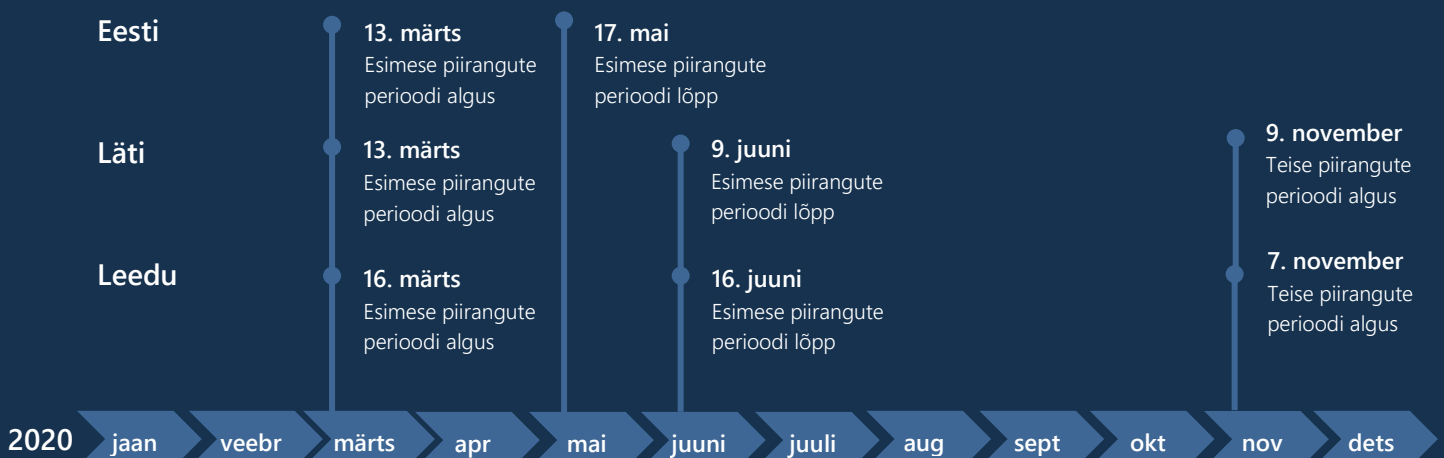 Eesti
13. märts
Esimese piirangute
perioodi algus
17. mai
Esimese piirangute
perioodi lõpp
Läti
13. märts
Esimese piirangute
perioodi algus
9. juuni
Esimese piirangute
perioodi lõpp
9. november
Teise piirangute
perioodi algus
Leedu
16. märts
Esimese piirangute
perioodi algus
16. juuni
Esimese piirangute
perioodi lõpp
7. november
Teise piirangute
perioodi algus
2020 jaan veebr märts apr mai juuni juuli aug sept okt nov dets